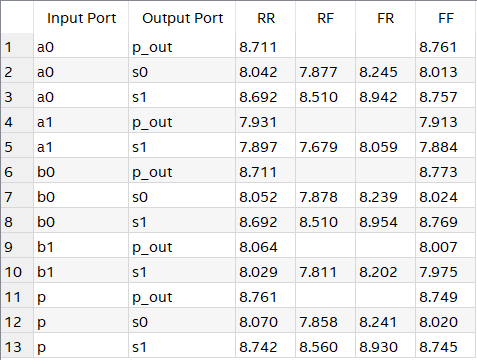 Input Port Output Port RR RF FR FF
1 a0 p_out 8.711 8.761
2 a0 s0 8.042 7.877 8.245 8.013
3 a0 s1 8.692 8.510 8.942 8.757
4 a1 p_out 7.931 7.913
5 a1 s1 7.897 7.679 8.059 7.884
6 b0 p_out 8.711 8.773
7 b0 s0 8.052 7.878 8.239 8.024
8 b0 s1 8.692 8.510 8.954 8.769
9 b1 p_out 8.064 8.007
10 b1 s1 8.029 7.811 8.202 7.975
11 p p_out 8.761 8.749
12 p s0 8.070 7.858 8.241 8.020
13 p s1 8.742 8.560 8.930 8.745